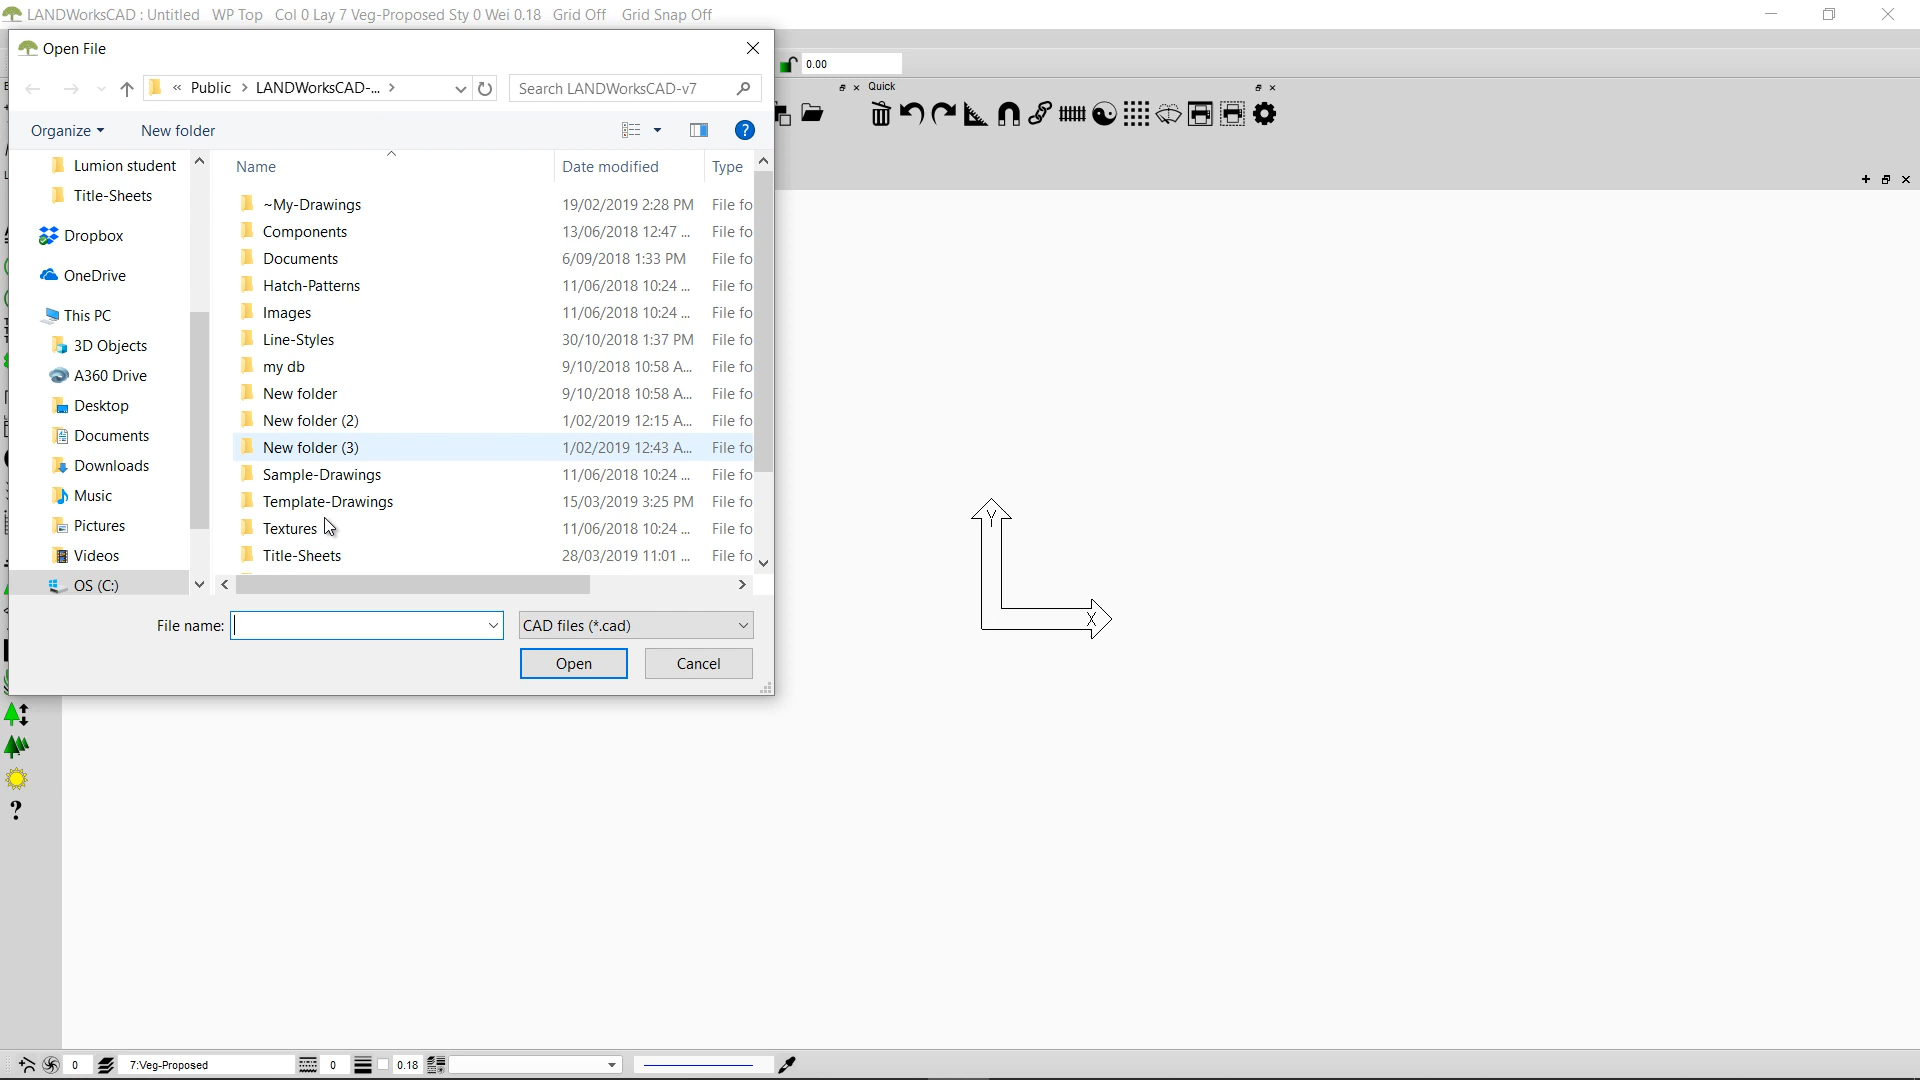 LANDWorksCAD : Untitled   WP Top   Col 0 Lay 7 Veg-Proposed Sty 0 Wei 0.18   Grid Off   Grid Snap Off
Open File
« Public > LANDWorksCAD-... >
Search LANDWorksCAD-v7
0.00
Quick
Organize
New folder
?
Lumion student
Title-Sheets
Dropbox
OneDrive
This PC
3D Objects
A360 Drive
Desktop
Documents
Downloads
Music
Pictures
Videos
OS (C:)
Name   Date modified   Type
~My-Drawings   19/02/2019 2:28 PM   File fo
Components   13/06/2018 12:47 ...   File fo
Documents   6/09/2018 1:33 PM   File fo
Hatch-Patterns   11/06/2018 10:24 ...   File fo
Images   11/06/2018 10:24 ...   File fo
Line-Styles   30/10/2018 1:37 PM   File fo
my db   9/10/2018 10:58 A...   File fo
New folder   9/10/2018 10:58 A...   File fo
New folder (2)   1/02/2019 12:15 A...   File fo
New folder (3)   1/02/2019 12:43 A...   File fo
Sample-Drawings   11/06/2018 10:24 ...   File fo
Template-Drawings   15/03/2019 3:25 PM   File fo
Textures   11/06/2018 10:24 ...   File fo
Title-Sheets   28/03/2019 11:01 ...   File fo
File name:
CAD files (*.cad)
Open
Cancel
Y
X
?
0   7:Veg-Proposed   0   0.18